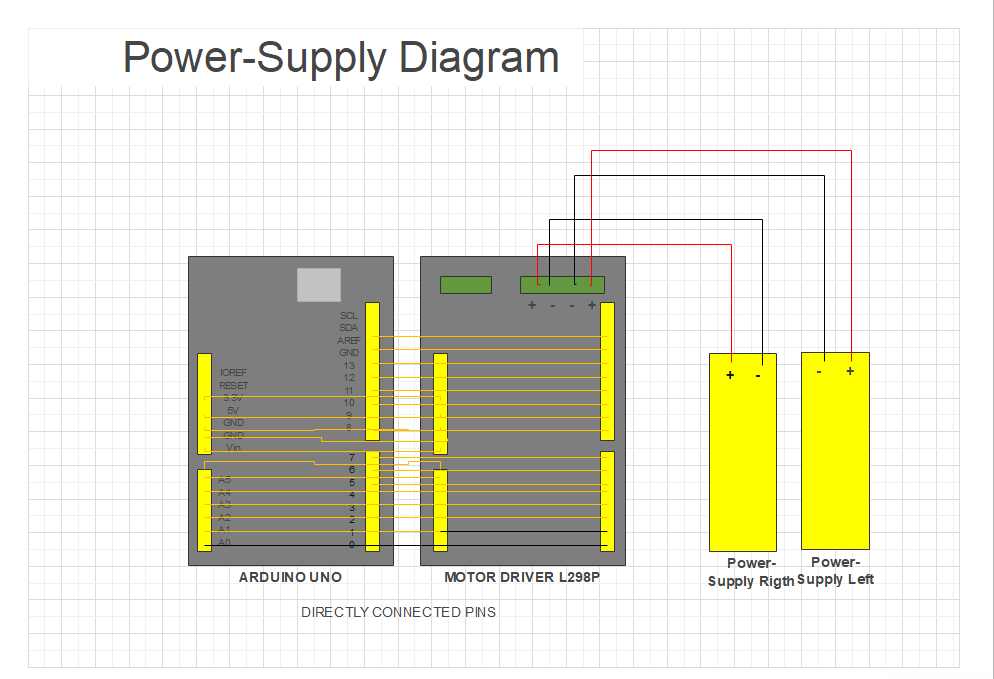 Power-Supply Diagram
+ - - +
SCL
SDA
AREF
GND
13
12
11
10
9
8
IOREF
RESET
3.3V
5V
GND
GND
Vin
7
6
5
4
3
2
1
0
A5
A4
A3
A2
A1
A0
+ -
- +
ARDUINO UNO
MOTOR DRIVER L298P
Power-
Supply Rigth
Power-
Supply Left
DIRECTLY CONNECTED PINS